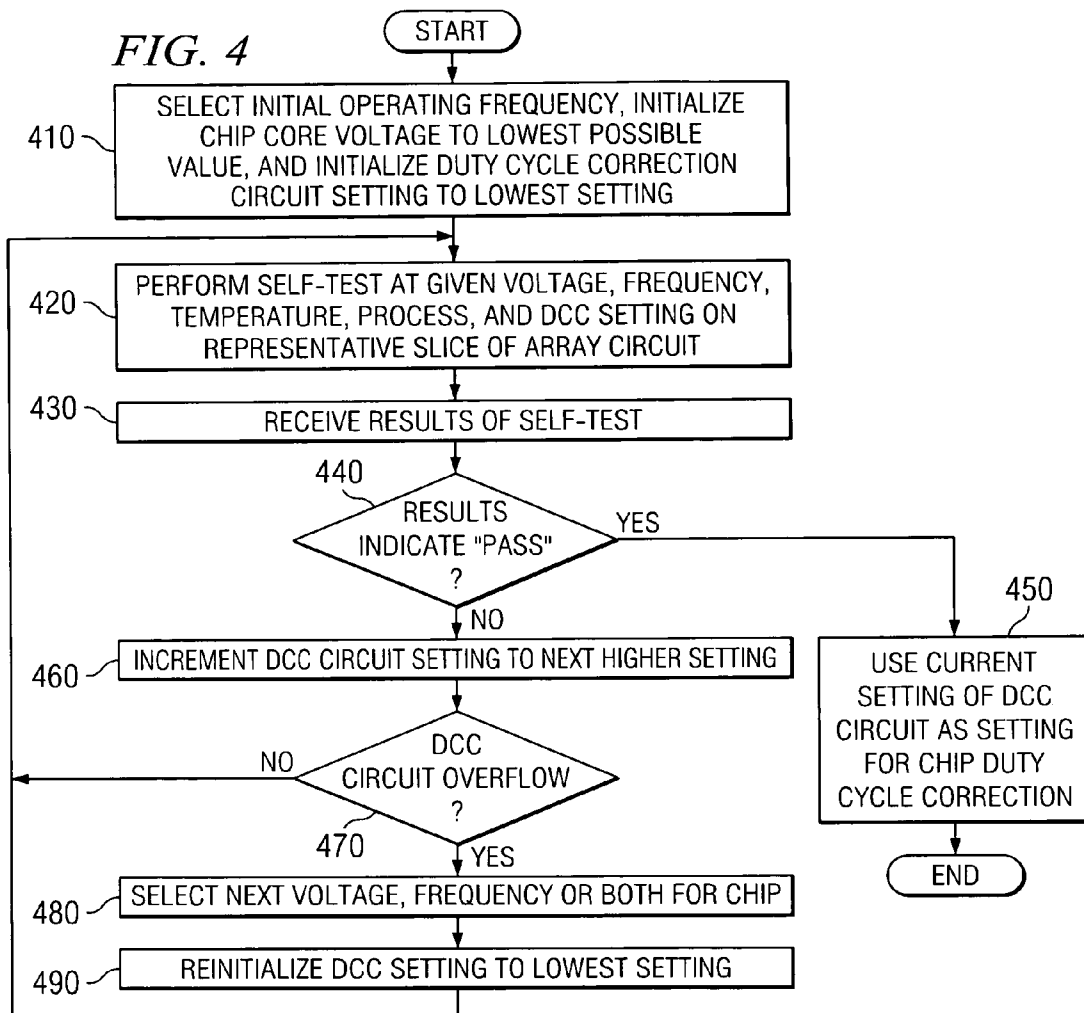 FIG. 4
START
410
SELECT INITIAL OPERATING FREQUENCY, INITIALIZE
CHIP CORE VOLTAGE TO LOWEST POSSIBLE
VALUE, AND INITIALIZE DUTY CYCLE CORRECTION
CIRCUIT SETTING TO LOWEST SETTING
420
PERFORM SELF-TEST AT GIVEN VOLTAGE, FREQUENCY,
TEMPERATURE, PROCESS, AND DCC SETTING ON
REPRESENTATIVE SLICE OF ARRAY CIRCUIT
430
RECEIVE RESULTS OF SELF-TEST
440
RESULTS
INDICATE "PASS"
?
YES
NO
450
USE CURRENT
SETTING OF DCC
CIRCUIT AS SETTING
FOR CHIP DUTY
CYCLE CORRECTION
END
460
INCREMENT DCC CIRCUIT SETTING TO NEXT HIGHER SETTING
DCC
CIRCUIT OVERFLOW
?
NO
470
YES
480
SELECT NEXT VOLTAGE, FREQUENCY OR BOTH FOR CHIP
490
REINITIALIZE DCC SETTING TO LOWEST SETTING